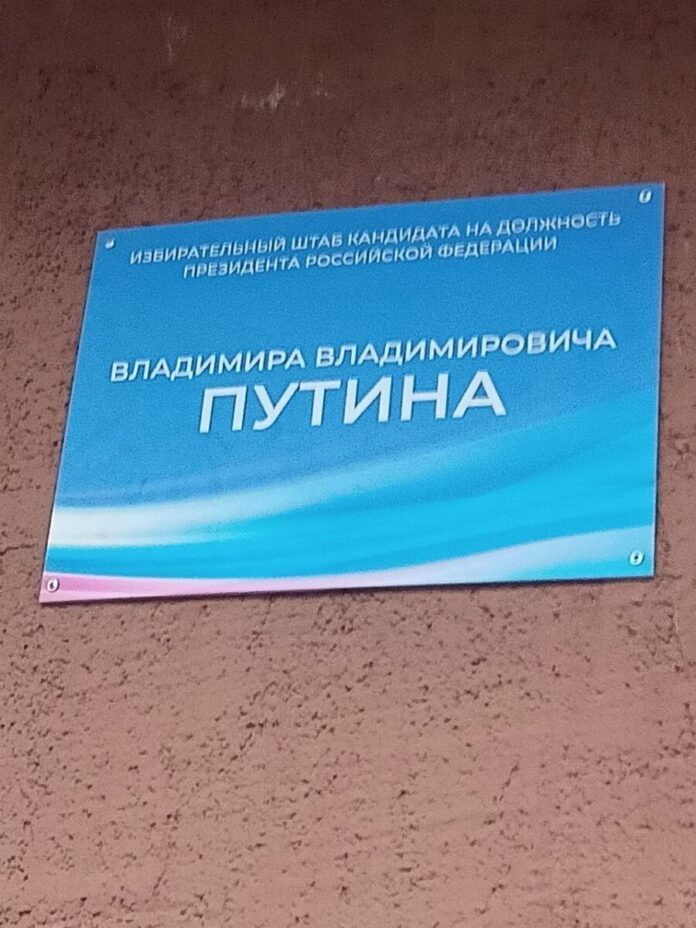 ИЗБИРАТЕЛЬНЫЙ ШТАБ КАНДИДАТА НА ДОЛЖНОСТЬ
ПРЕЗИДЕНТА РОССИЙСКОЙ ФЕДЕРАЦИИ
ВЛАДИМИРА ВЛАДИМИРОВИЧА
ПУТИНА